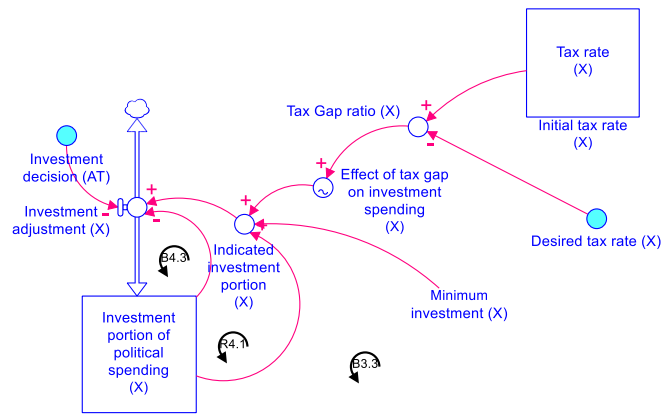 Tax rate
(X)
Initial tax rate
(X)
+
Tax Gap ratio (X)
-
+
Effect of tax gap
on investment
spending
(X)
Desired tax rate (X)
Investment
decision (AT)
-
Investment
adjustment (X)
+
-
+
Indicated
investment
portion
(X)
Minimum
investment (X)
B4.3
Investment
portion of
political
spending
(X)
R4.1
B3.3